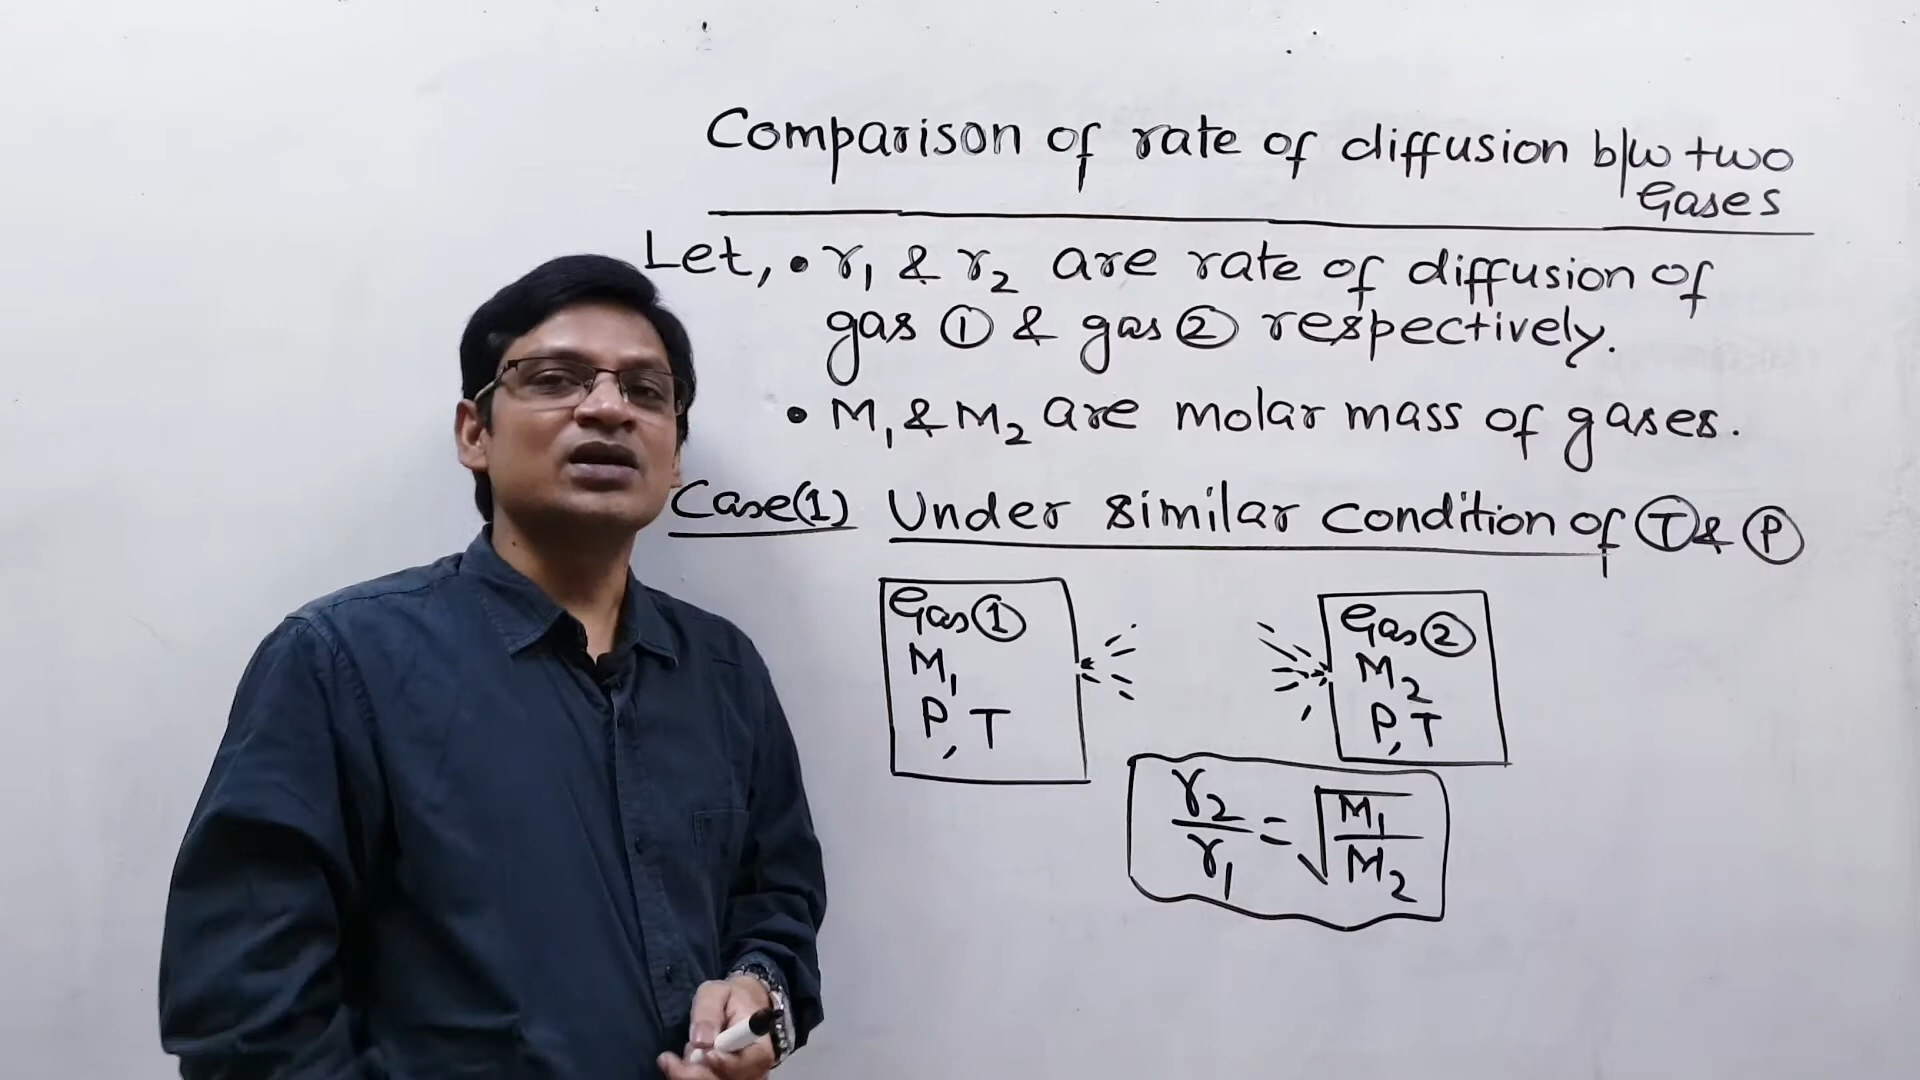 Comparison of rate of diffusion b/w two
Gases
Let, • r₁ & r₂ are rate of diffusion of
gas ① & gas ② respectively.
• M₁ & M₂ are molar mass of gases.
Case(1) Under similar condition of Ⓣ & Ⓟ
Gas ①
M₁
P, T
Gas ②
M₂
P, T
r₂/r₁ = √(M₁/M₂)